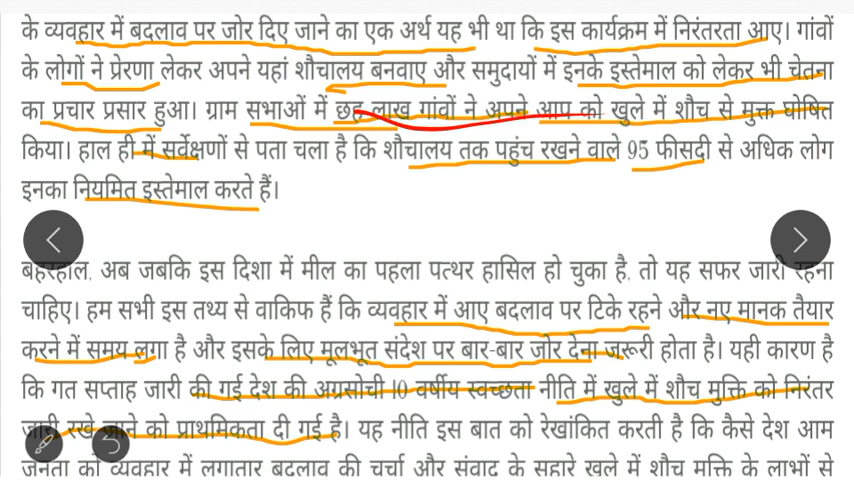 के व्यवहार में बदलाव पर जोर दिए जाने का एक अर्थ यह भी था कि इस कार्यक्रम में निरंतरता आए। गांवों
के लोगों ने प्रेरणा लेकर अपने यहां शौचालय बनवाए और समुदायों में इनके इस्तेमाल को लेकर भी चेतना
का प्रचार प्रसार हुआ। ग्राम सभाओं में छह लाख गांवों ने अपने आप को खुले में शौच से मुक्त घोषित
किया। हाल ही में सर्वेक्षणों से पता चला है कि शौचालय तक पहुंच रखने वाले 95 फीसदी से अधिक लोग
इनका नियमित इस्तेमाल करते हैं।
बहरहाल, अब जबकि इस दिशा में मील का पहला पत्थर हासिल हो चुका है, तो यह सफर जारी रहना
चाहिए। हम सभी इस तथ्य से वाकिफ हैं कि व्यवहार में आए बदलाव पर टिके रहने और नए मानक तैयार
करने में समय लगा है और इसके लिए मूलभूत संदेश पर बार-बार जोर देना जरूरी होता है। यही कारण है
कि गत सप्ताह जारी की गई देश की अग्रसोची 10 वर्षीय स्वच्छता नीति में खुले में शौच मुक्ति को निरंतर
जारी रखे जाने को प्राथमिकता दी गई है। यह नीति इस बात को रेखांकित करती है कि कैसे देश आम
जनता को व्यवहार में लगातार बदलाव की चर्चा और संवाद के सहारे खुले में शौच मुक्ति के लाभों से